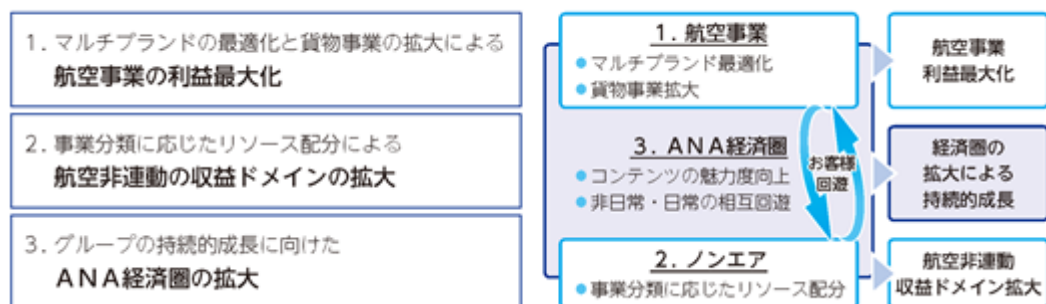 1. マルチブランドの最適化と貨物事業の拡大による
航空事業の利益最大化
2. 事業分類に応じたリソース配分による
航空非連動の収益ドメインの拡大
3. グループの持続的成長に向けた
ANA経済圏の拡大
1. 航空事業
●マルチブランド最適化
●貨物事業拡大
3. ANA経済圏
●コンテンツの魅力度向上
●非日常・日常の相互回遊
お客様
回遊
2. ノンエア
●事業分類に応じたリソース配分
航空事業
利益最大化
経済圏の
拡大による
持続的成長
航空非連動
収益ドメイン拡大